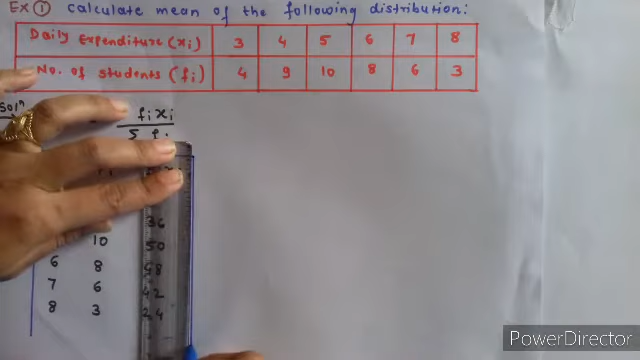 Ex ① Calculate mean of the following distribution:
Daily Expenditure (xi) 3 4 5 6 7 8
No. of students (fi) 4 9 10 8 6 3
Solⁿ
fixi
36
10 50
6 8 48
7 6 42
8 3 24
PowerDirector